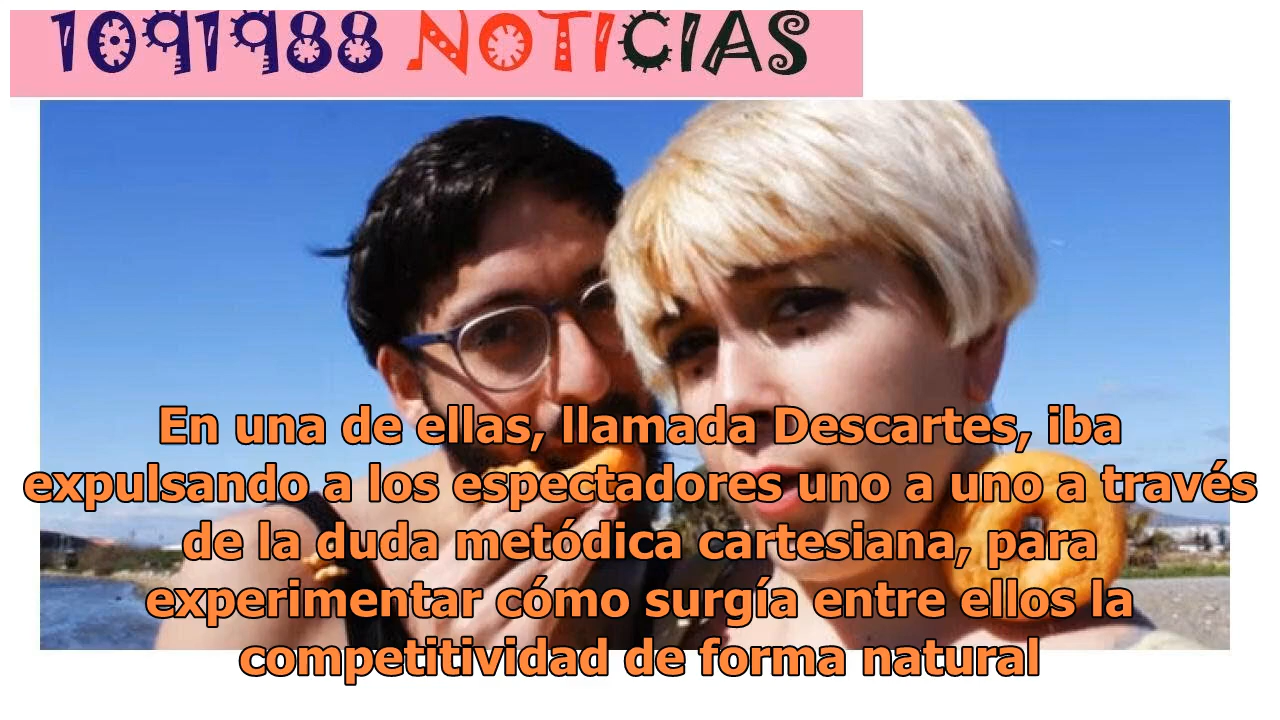 1091988 NOTICIAS
En una de ellas, llamada Descartes, iba
expulsando a los espectadores uno a uno a través
de la duda metódica cartesiana, para
experimentar cómo surgía entre ellos la
competitividad de forma natural